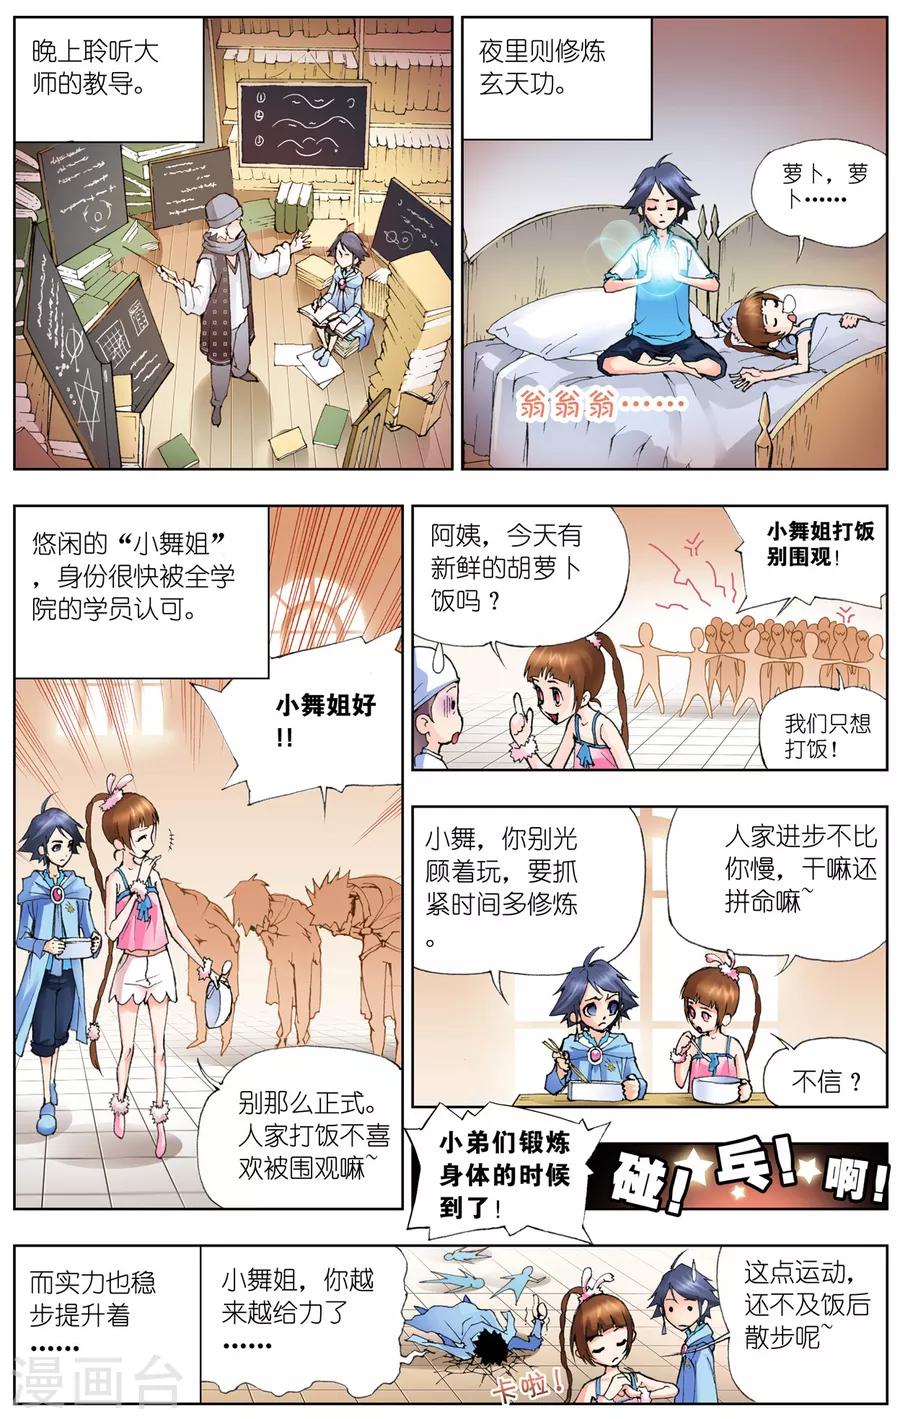 晚上聆听大
师的教导。
①
②
③
夜里则修炼
玄天功。
萝卜，萝
卜……
翁翁翁……
悠闲的“小舞姐”
，身份很快被全学
院的学员认可。
小舞姐好
!!
别那么正式。
人家打饭不喜
欢被围观嘛~
阿姨，今天有
新鲜的胡萝卜
饭吗？
小舞姐打饭
别围观！
我们只想
打饭！
小舞，你别光
顾着玩，要抓
紧时间多修炼
。
人家进步不比
你慢，干嘛还
拼命嘛~
不信？
小弟们锻炼
身体的时候
到了！
碰！乓！啊！
而实力也稳
步提升着
……
小舞姐，你越
来越给力了
……
卡啦！
这点运动，
还不及饭后
散步呢~
漫画台